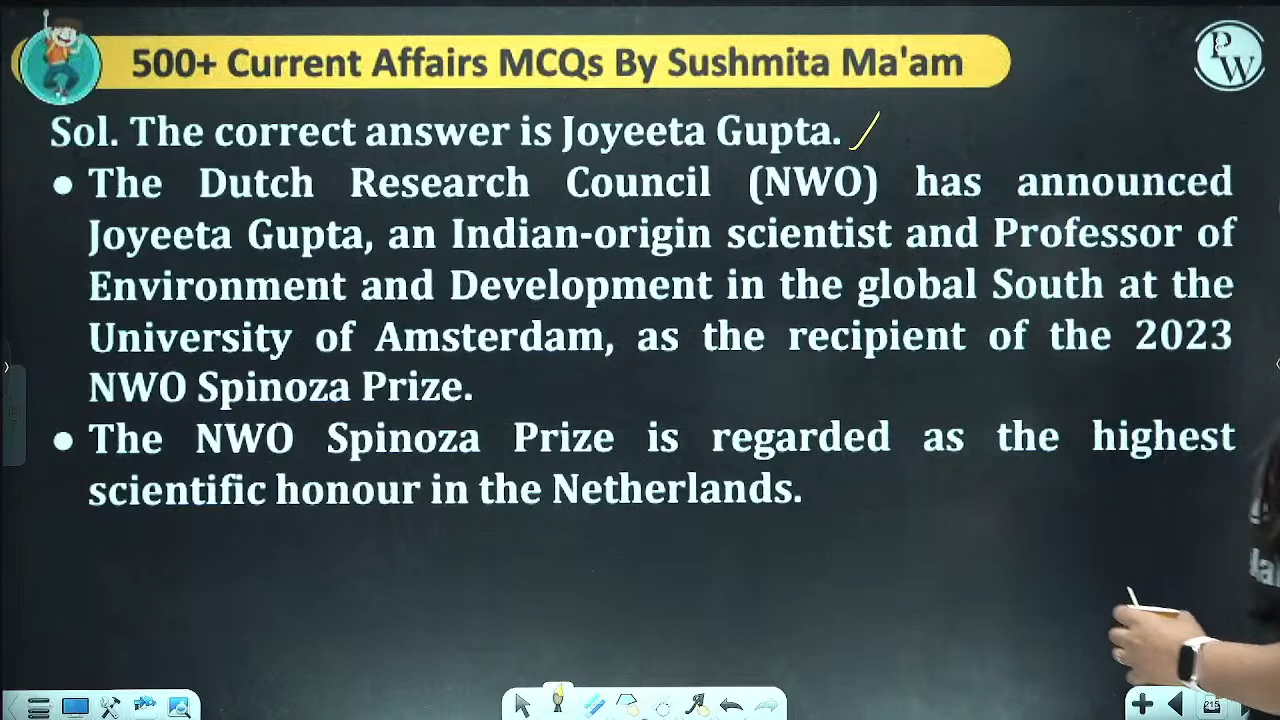 500+ Current Affairs MCQs By Sushmita Ma'am
PW
Sol. The correct answer is Joyeeta Gupta.
● The Dutch Research Council (NWO) has announced
Joyeeta Gupta, an Indian-origin scientist and Professor of
Environment and Development in the global South at the
University of Amsterdam, as the recipient of the 2023
NWO Spinoza Prize.
● The NWO Spinoza Prize is regarded as the highest
scientific honour in the Netherlands.
215